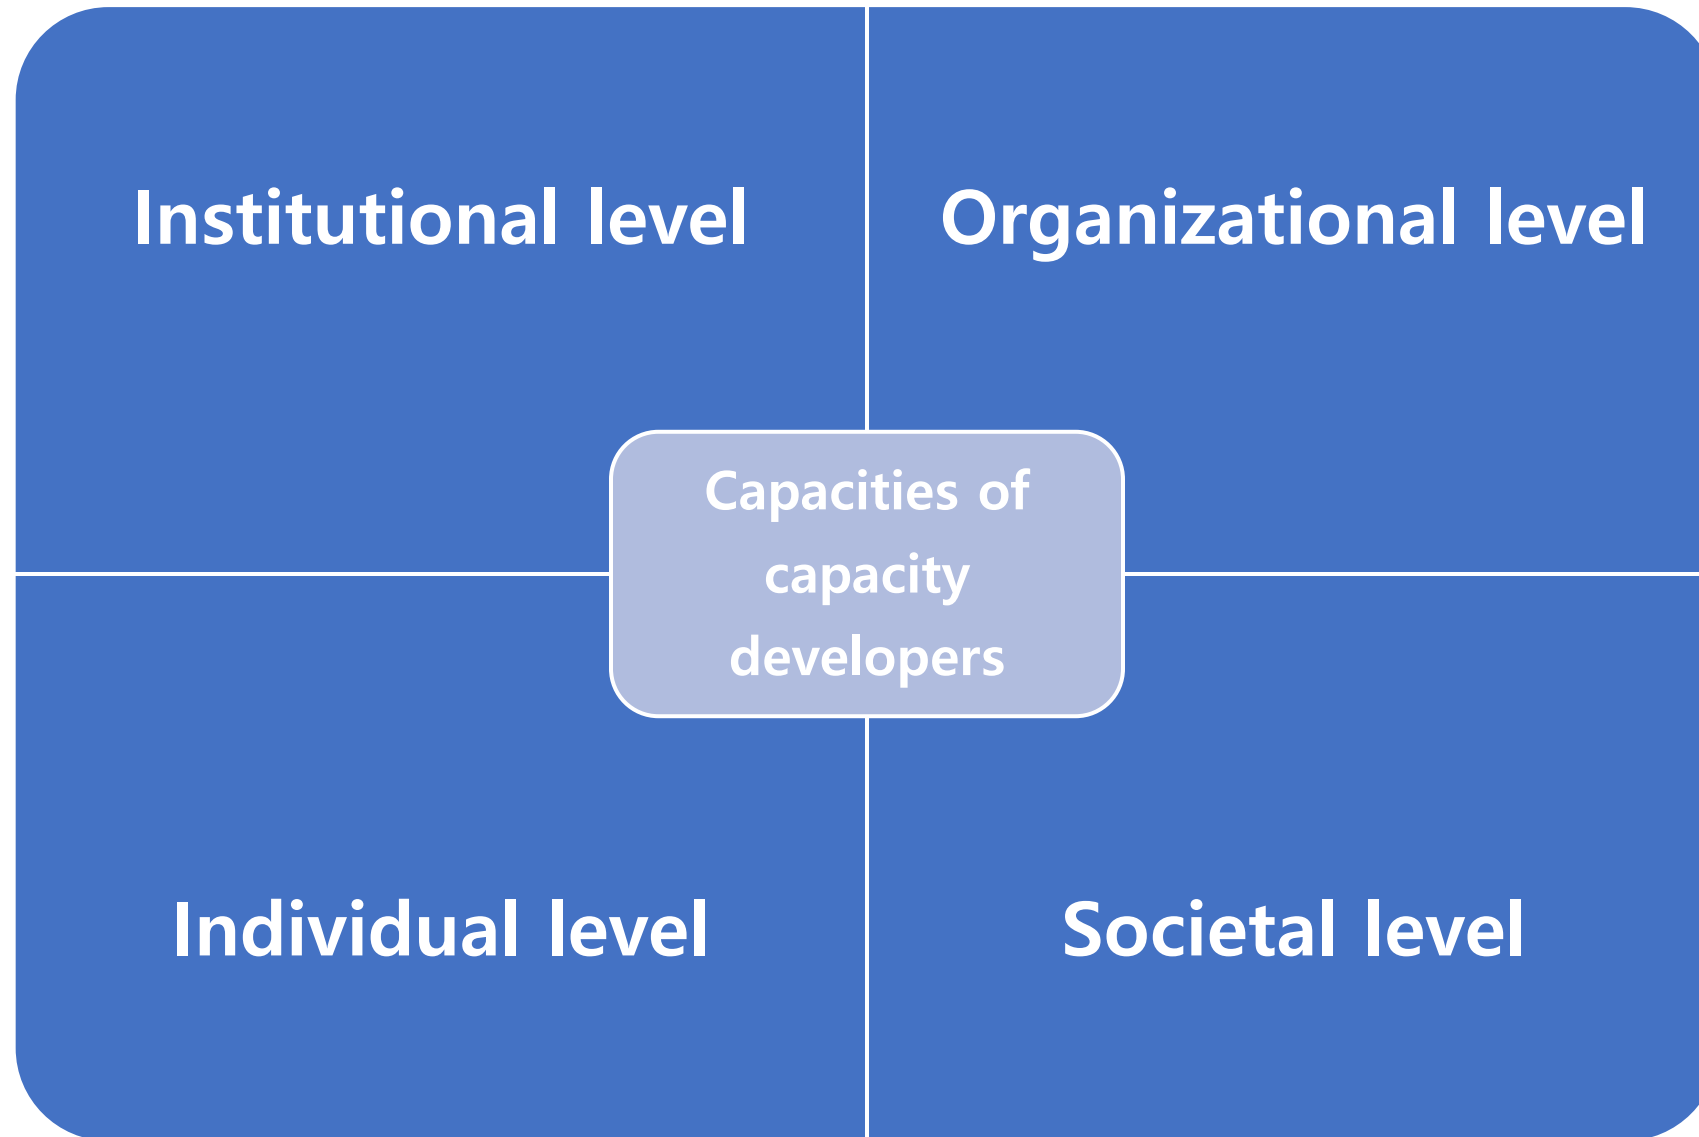 Institutional level
Organizational level
Capacities of
capacity
developers
Individual level
Societal level